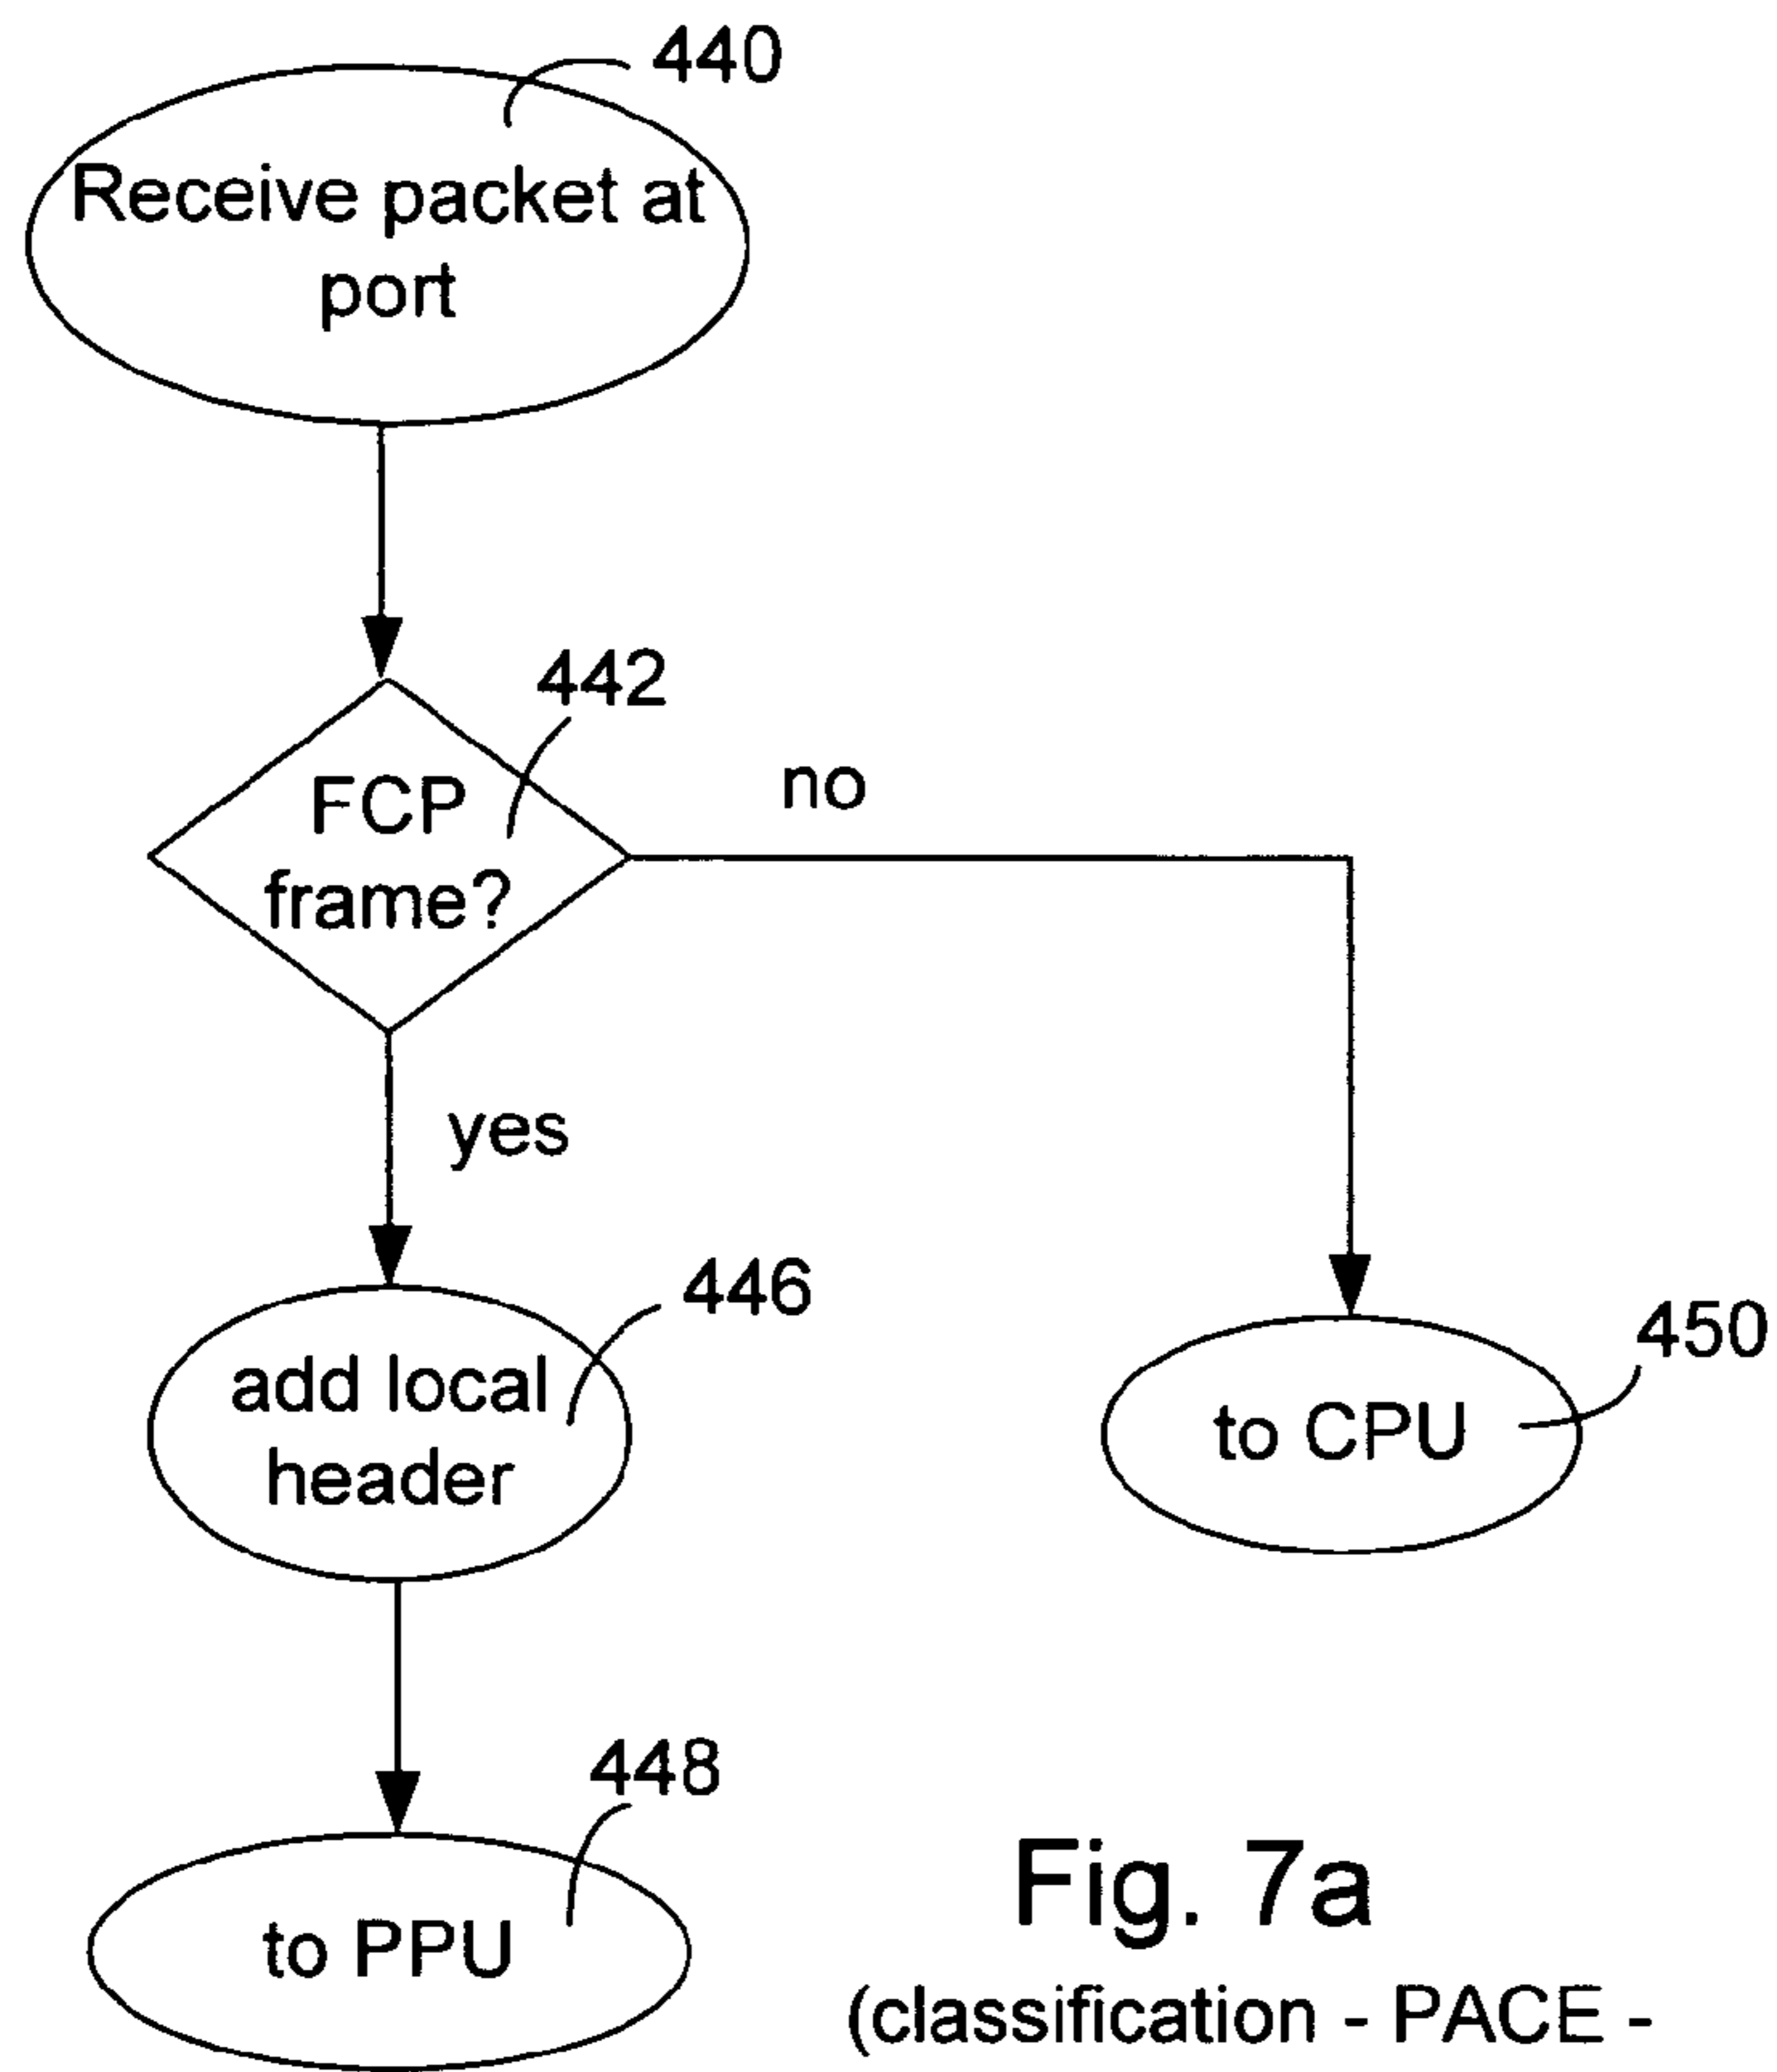 440
Receive packet at
port
442
FCP
frame?
no
yes
446
add local
header
450
to CPU
448
to PPU
Fig. 7a
(classification - PACE -